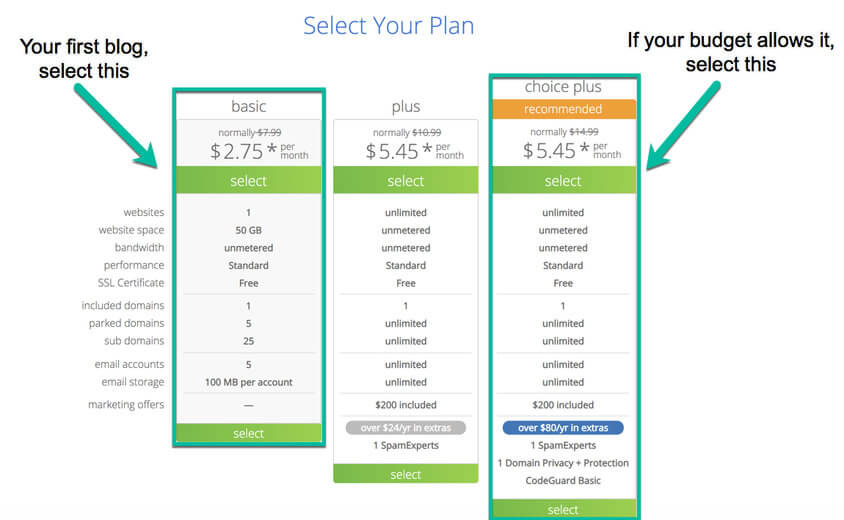 Select Your Plan
Your first blog,
select this
If your budget allows it,
select this
basic
plus
choice plus
recommended
normally $7.99
$2.75* per month
normally $10.99
$5.45* per month
normally $14.99
$5.45* per month
select select select
websites 1 unlimited unlimited
website space 50 GB unmetered unmetered
bandwidth unmetered unmetered unmetered
performance Standard Standard Standard
SSL Certificate Free Free Free
included domains 1 1 1
parked domains 5 unlimited unlimited
sub domains 25 unlimited unlimited
email accounts 5 unlimited unlimited
email storage 100 MB per account unlimited unlimited
marketing offers — $200 included $200 included
over $24/yr in extras over $80/yr in extras
select 1 SpamExperts 1 SpamExperts
1 Domain Privacy + Protection
select CodeGuard Basic
select